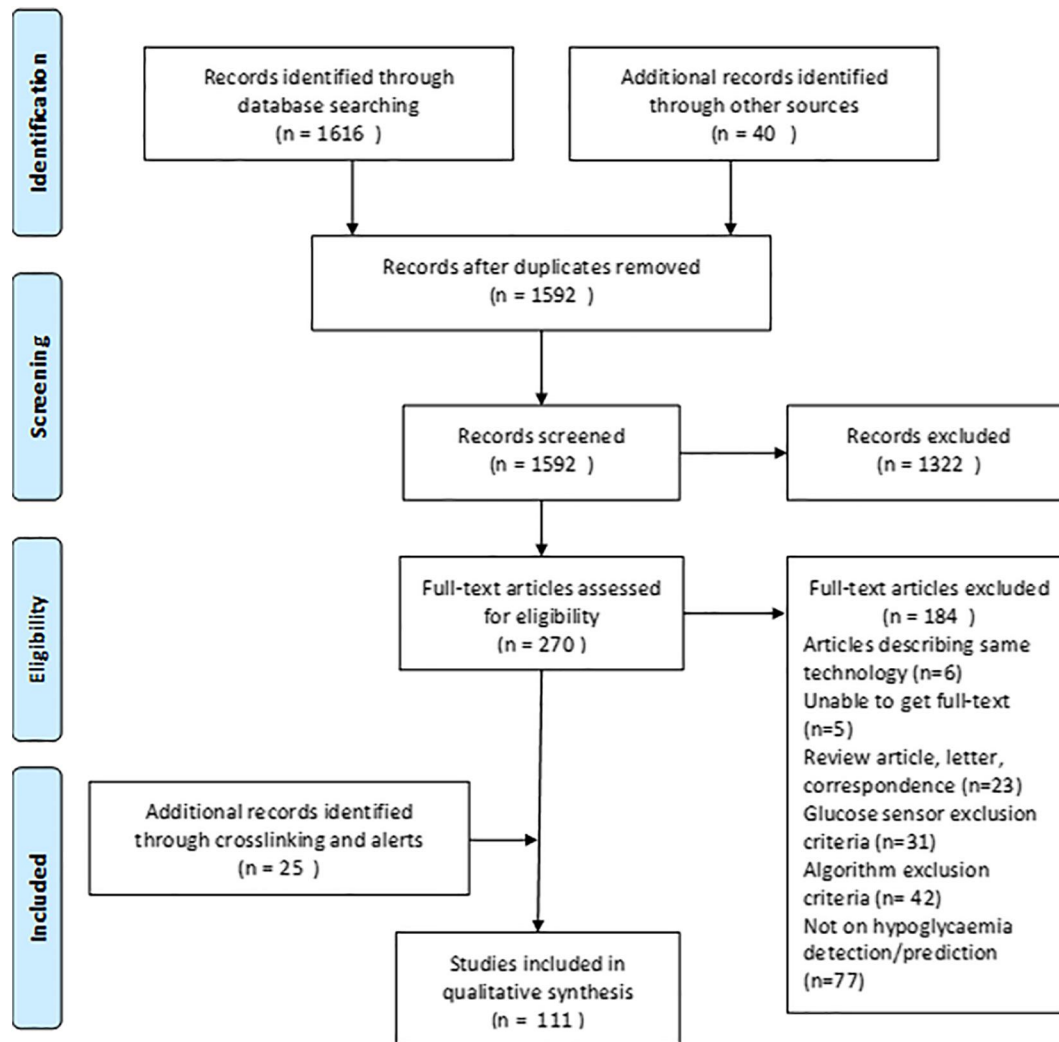 Identification
Records identified through
database searching
(n = 1616 )
Additional records identified
through other sources
(n = 40 )
Records after duplicates removed
(n = 1592 )
Screening
Records screened
(n = 1592 )
Records excluded
(n = 1322 )
Eligibility
Full-text articles assessed
for eligibility
(n = 270 )
Full-text articles excluded
(n = 184 )
Articles describing same
technology (n=6)
Unable to get full-text
(n=5)
Review article, letter,
correspondence (n=23)
Glucose sensor exclusion
criteria (n=31)
Algorithm exclusion
criteria (n= 42)
Not on hypoglycaemia
detection/prediction
(n=77)
Included
Additional records identified
through crosslinking and alerts
(n = 25 )
Studies included in
qualitative synthesis
(n = 111 )